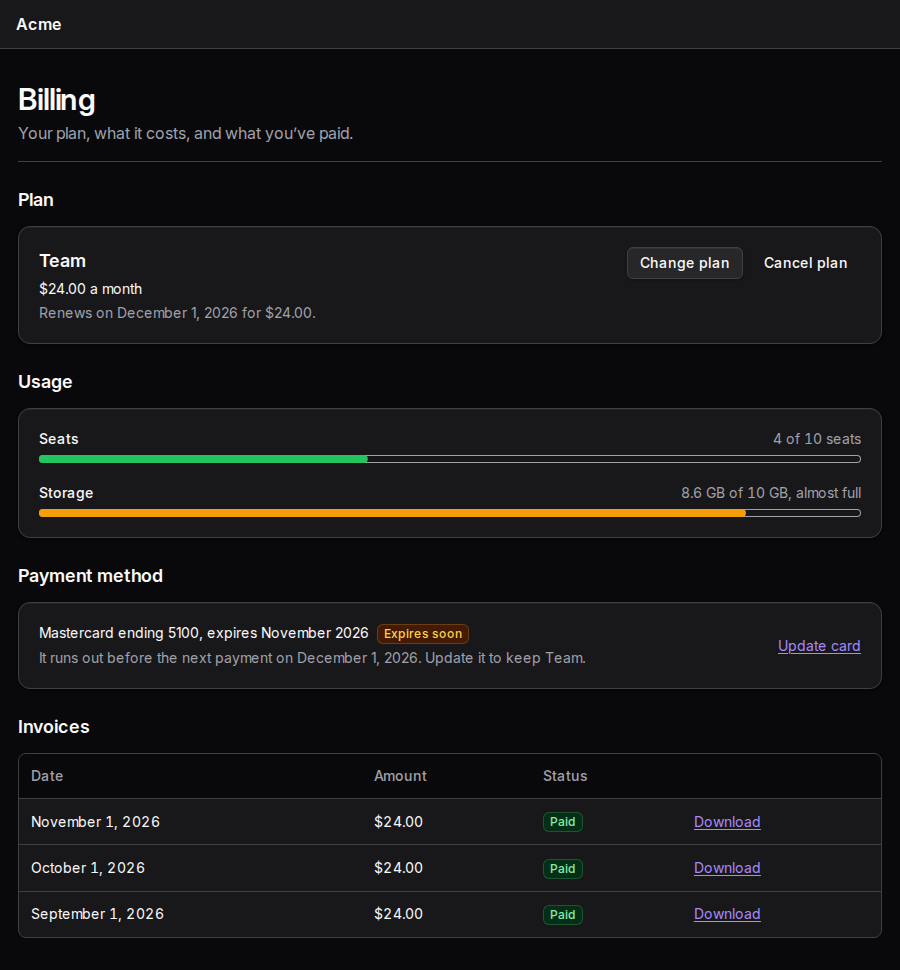 Acme
Billing
Your plan, what it costs, and what you’ve paid.
Plan
Team
Change plan
Cancel plan
$24.00 a month
Renews on December 1, 2026 for $24.00.
Usage
Seats 4 of 10 seats
Storage 8.6 GB of 10 GB, almost full
Payment method
Mastercard ending 5100, expires November 2026 Expires soon
It runs out before the next payment on December 1, 2026. Update it to keep Team.
Update card
Invoices
Date Amount Status
November 1, 2026 $24.00 Paid Download
October 1, 2026 $24.00 Paid Download
September 1, 2026 $24.00 Paid Download